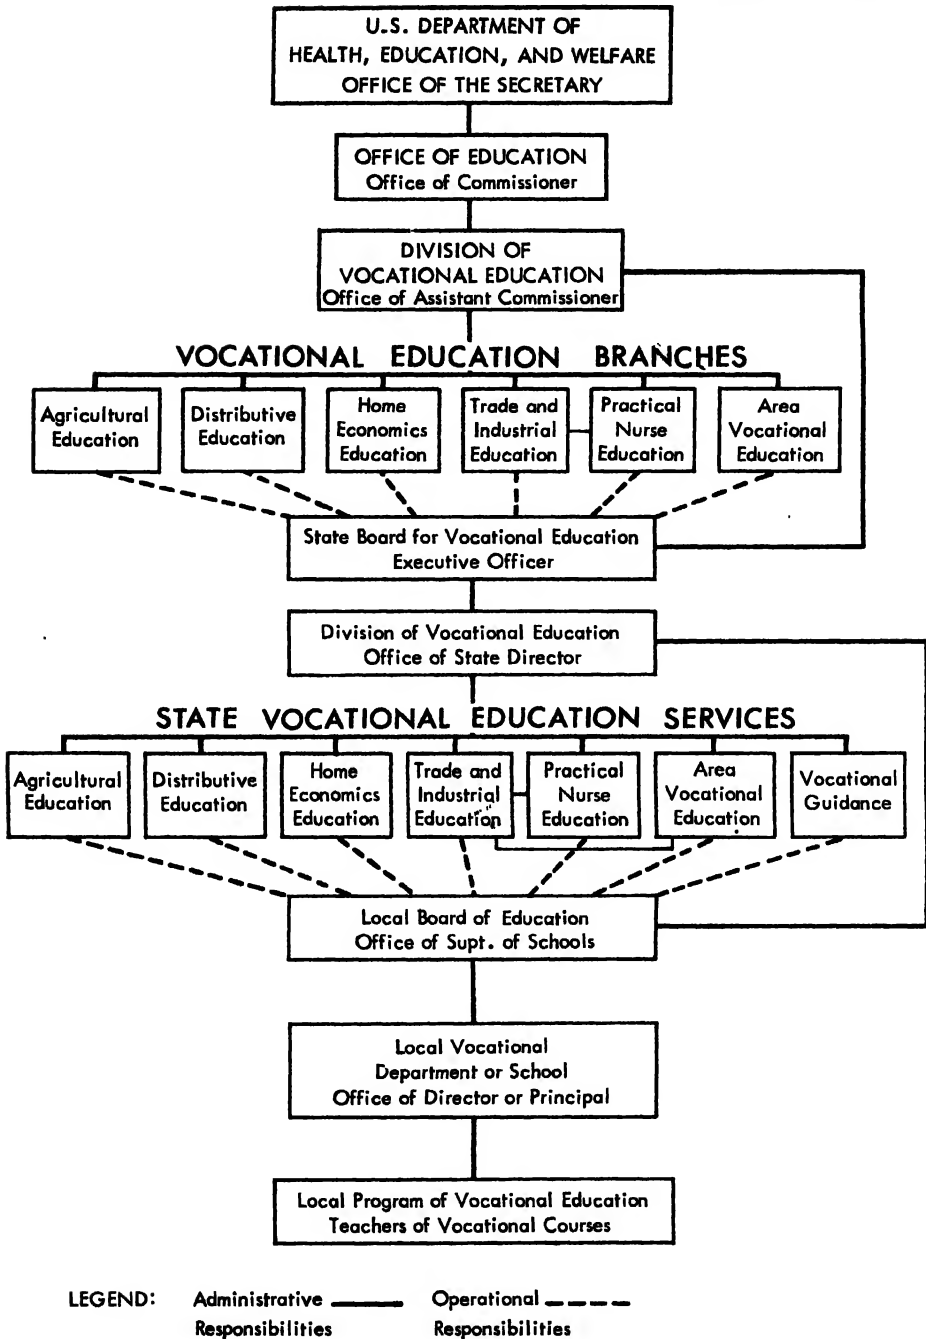 U.S. DEPARTMENT OF
HEALTH, EDUCATION, AND WELFARE
OFFICE OF THE SECRETARY
OFFICE OF EDUCATION
Office of Commissioner
DIVISION OF
VOCATIONAL EDUCATION
Office of Assistant Commissioner
VOCATIONAL EDUCATION BRANCHES
Agricultural
Education
Distributive
Education
Home
Economics
Education
Trade and
Industrial
Education
Practical
Nurse
Education
Area
Vocational
Education
State Board for Vocational Education
Executive Officer
Division of Vocational Education
Office of State Director
STATE VOCATIONAL EDUCATION SERVICES
Agricultural
Education
Distributive
Education
Home
Economics
Education
Trade and
Industrial
Education
Practical
Nurse
Education
Area
Vocational
Education
Vocational
Guidance
Local Board of Education
Office of Supt. of Schools
Local Vocational
Department or School
Office of Director or Principal
Local Program of Vocational Education
Teachers of Vocational Courses
LEGEND: Administrative Operational
Responsibilities Responsibilities